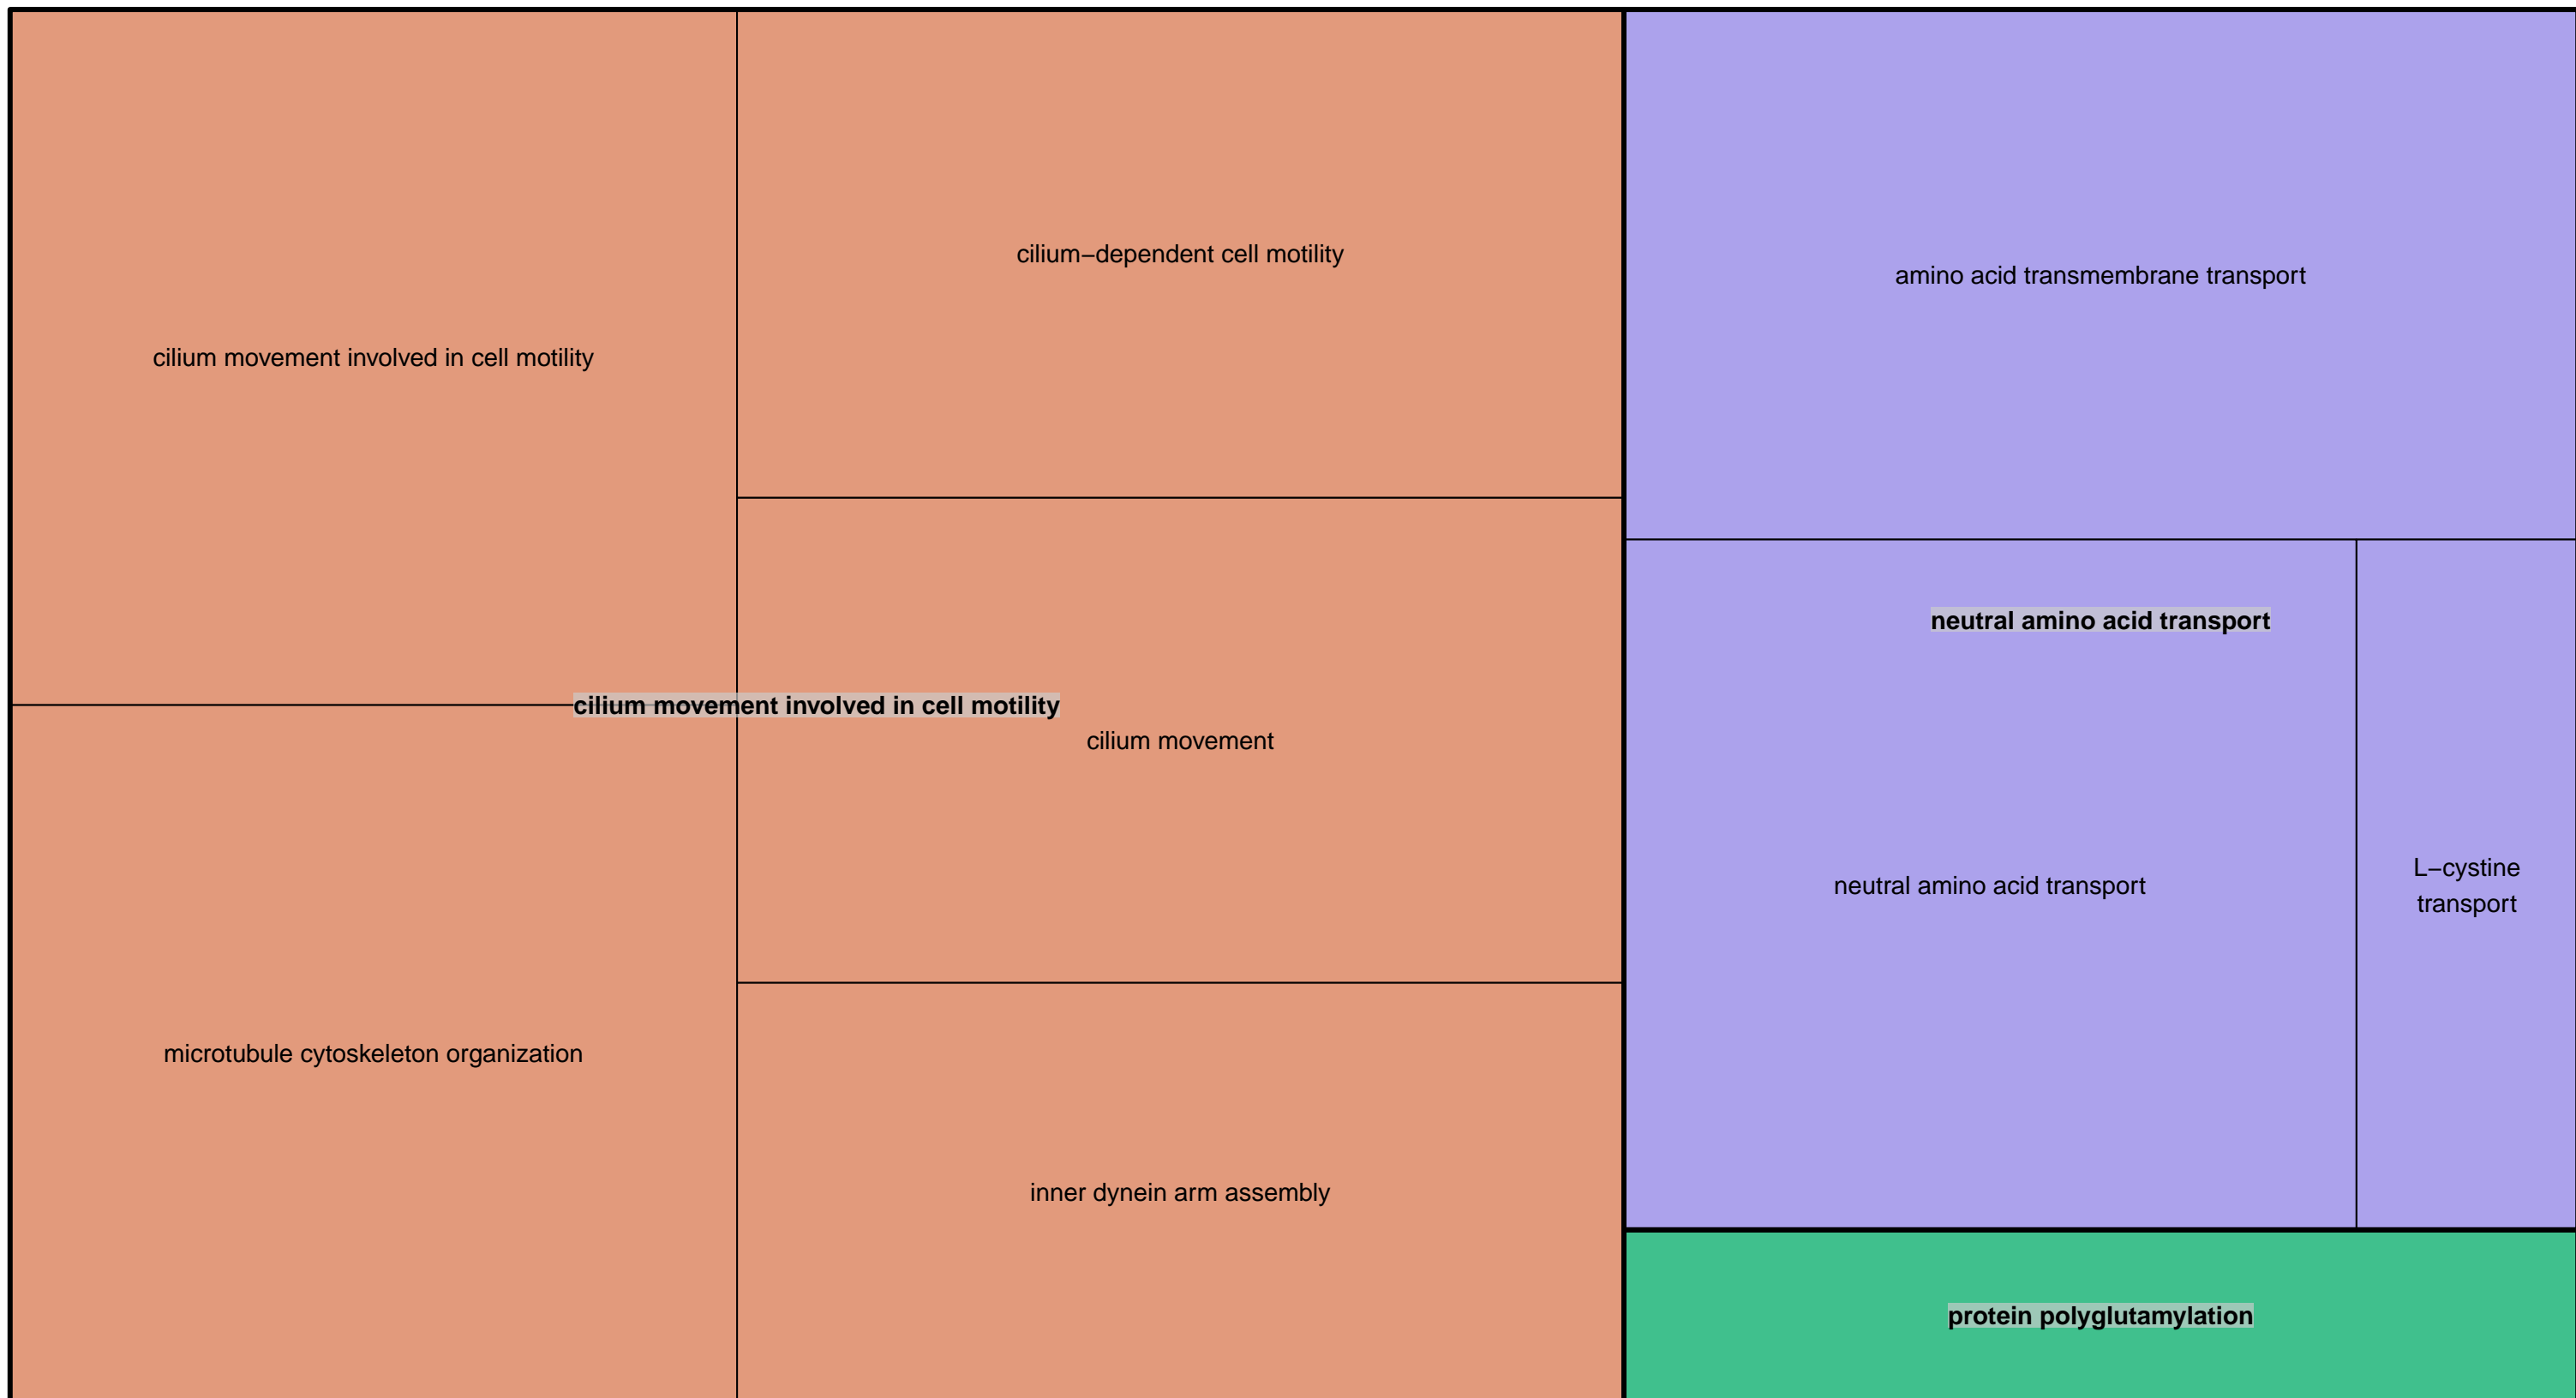 cilium movement involved in cell motility
cilium–dependent cell motility
amino acid transmembrane transport
cilium movement involved in cell motility
cilium movement
neutral amino acid transport
neutral amino acid transport
L–cystine
transport
microtubule cytoskeleton organization
inner dynein arm assembly
protein polyglutamylation